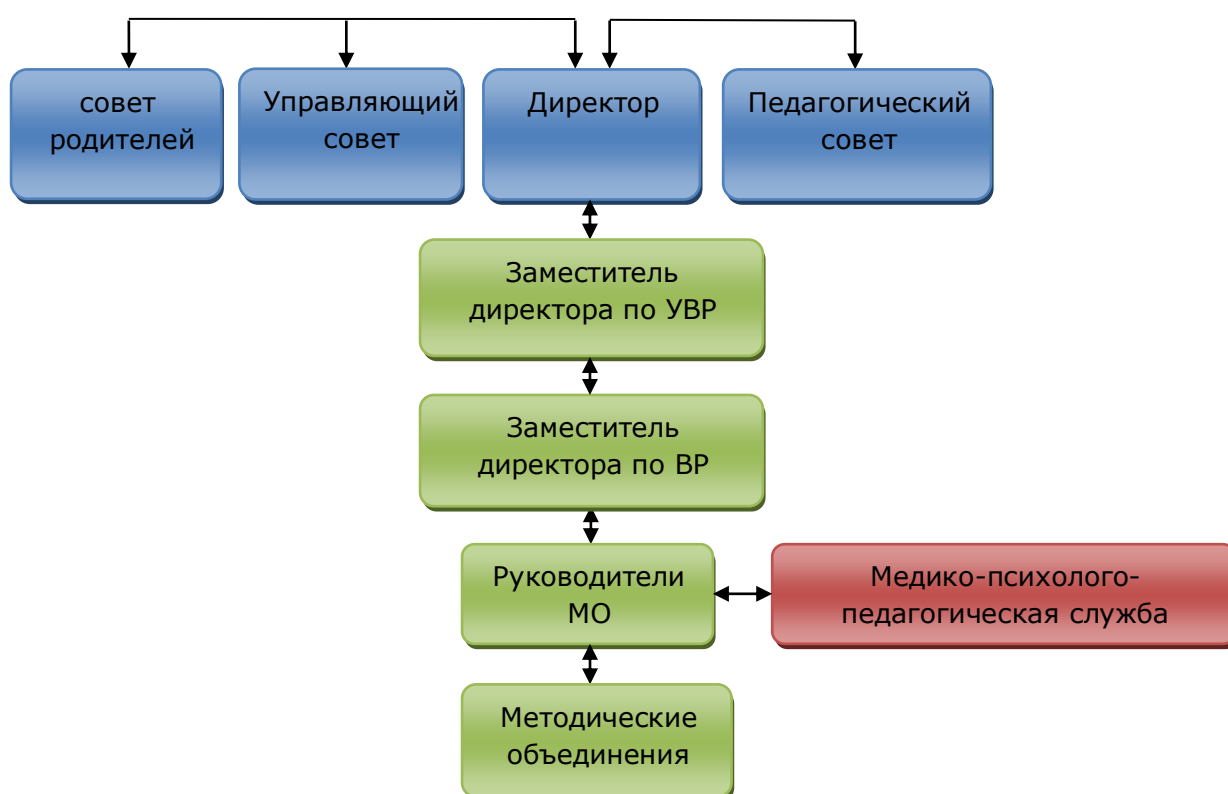 совет
родителей
Управляющий
совет
Директор
Педагогический
совет
Заместитель
директора по УВР
Заместитель
директора по ВР
Руководители
МО
Медико-психолого-
педагогическая служба
Методические
объединения